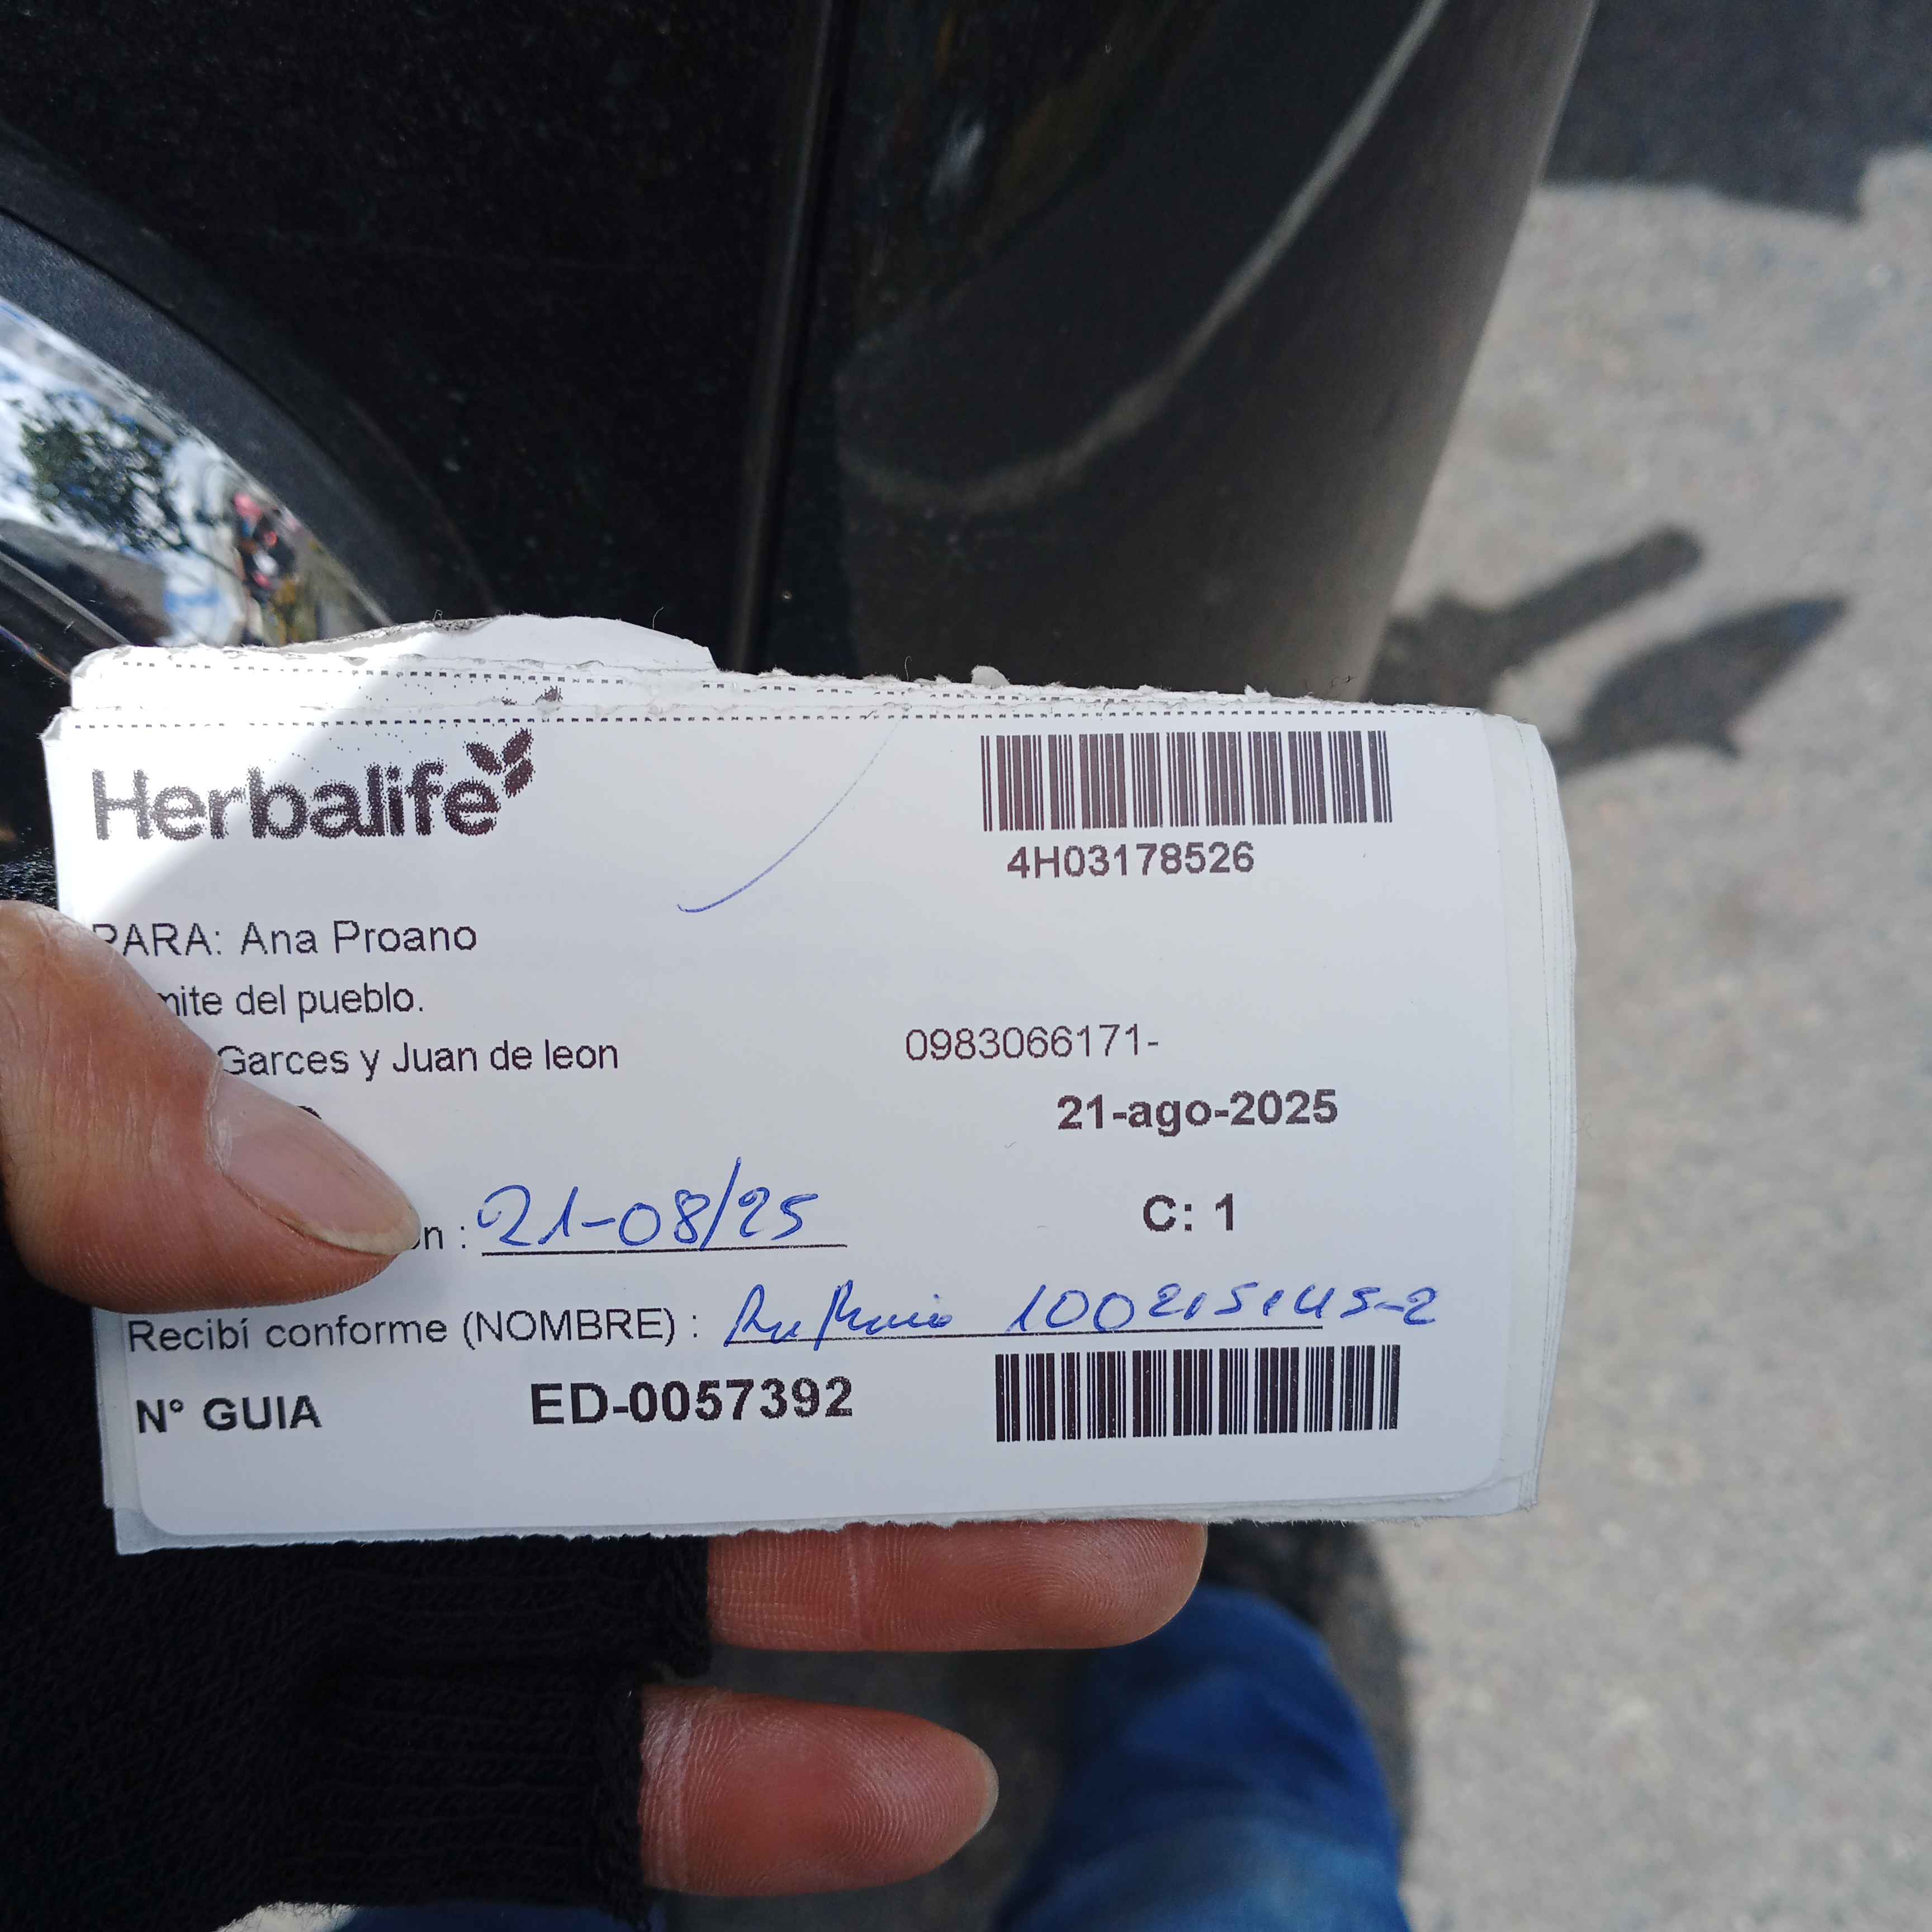 Herbalife
4H03178526
PARA: Ana Proano
mite del pueblo.
Garces y Juan de leon
0983066171-
21-ago-2025
n : 21-08/25
C: 1
Recibí conforme (NOMBRE) :
N° GUIA ED-0057392